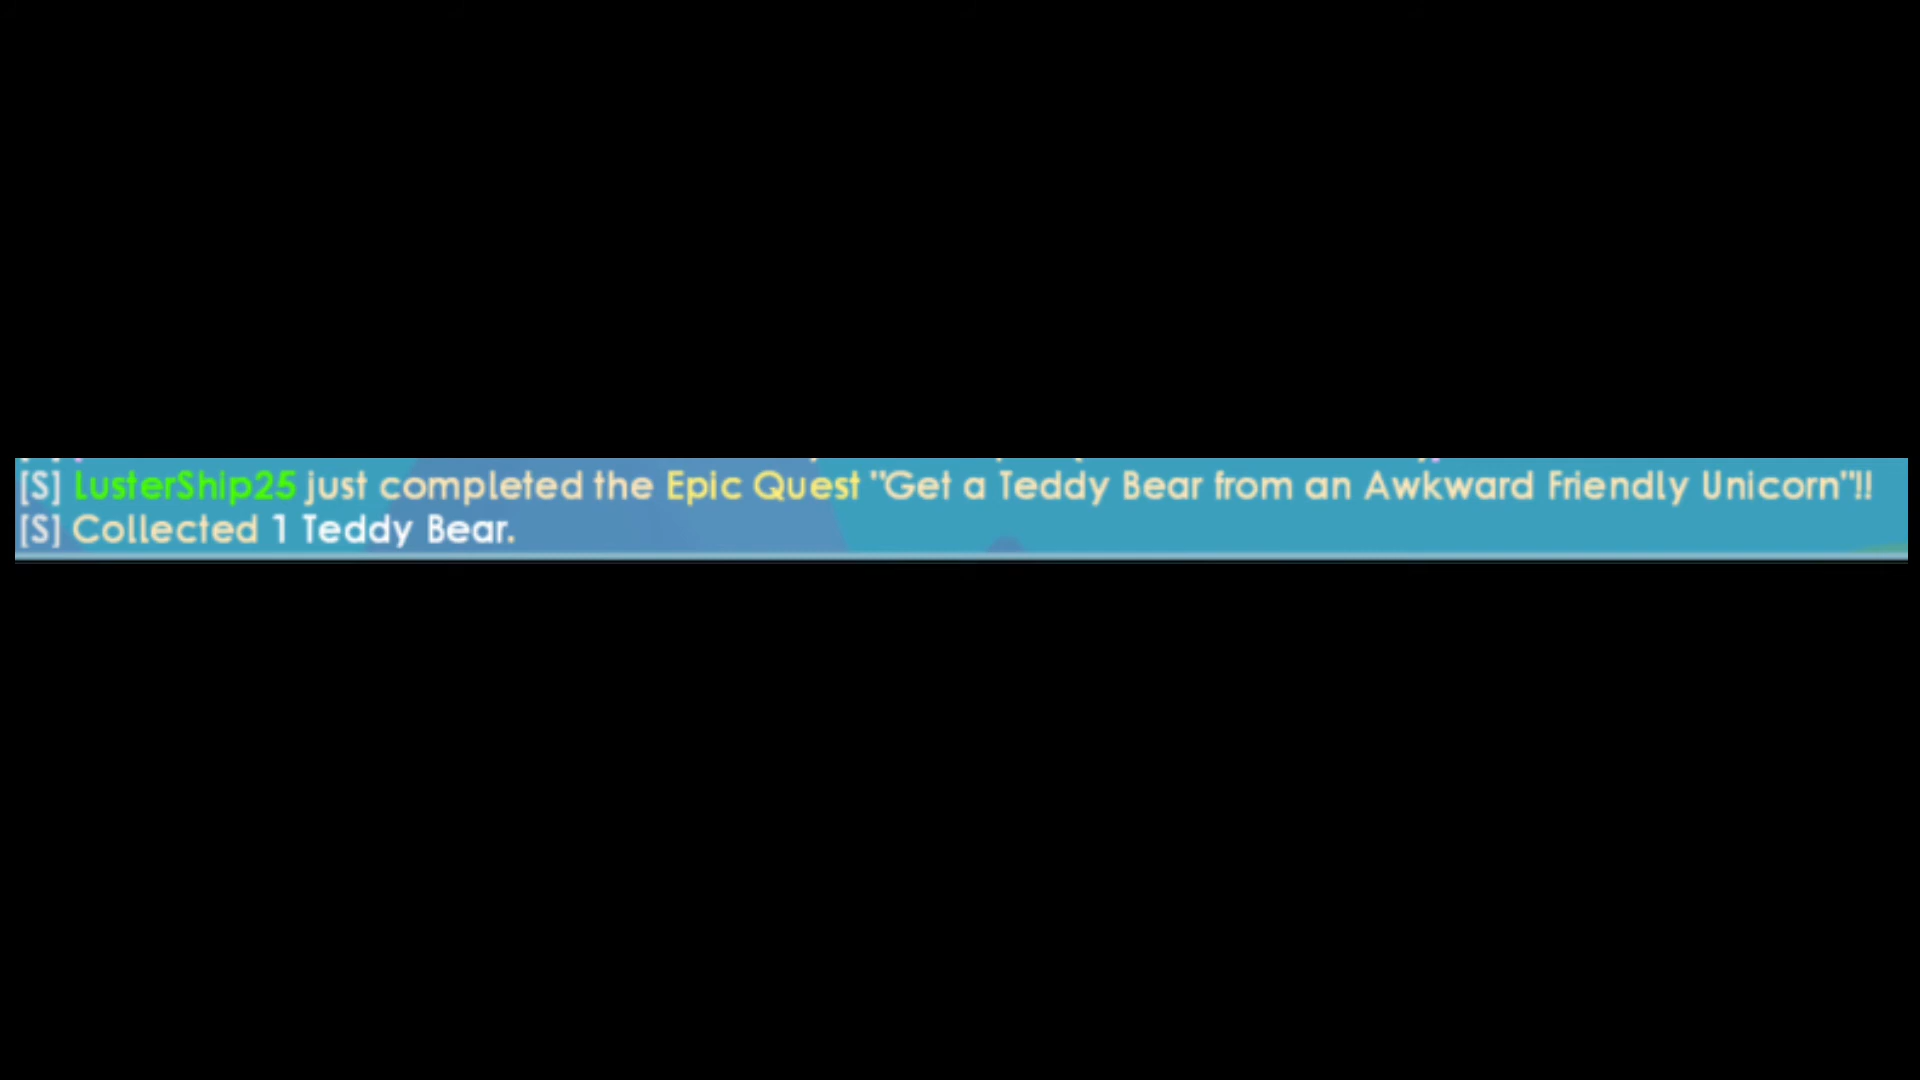 [S] LusterShip25 just completed the Epic Quest "Get a Teddy Bear from an Awkward Friendly Unicorn"!!
[S] Collected 1 Teddy Bear.